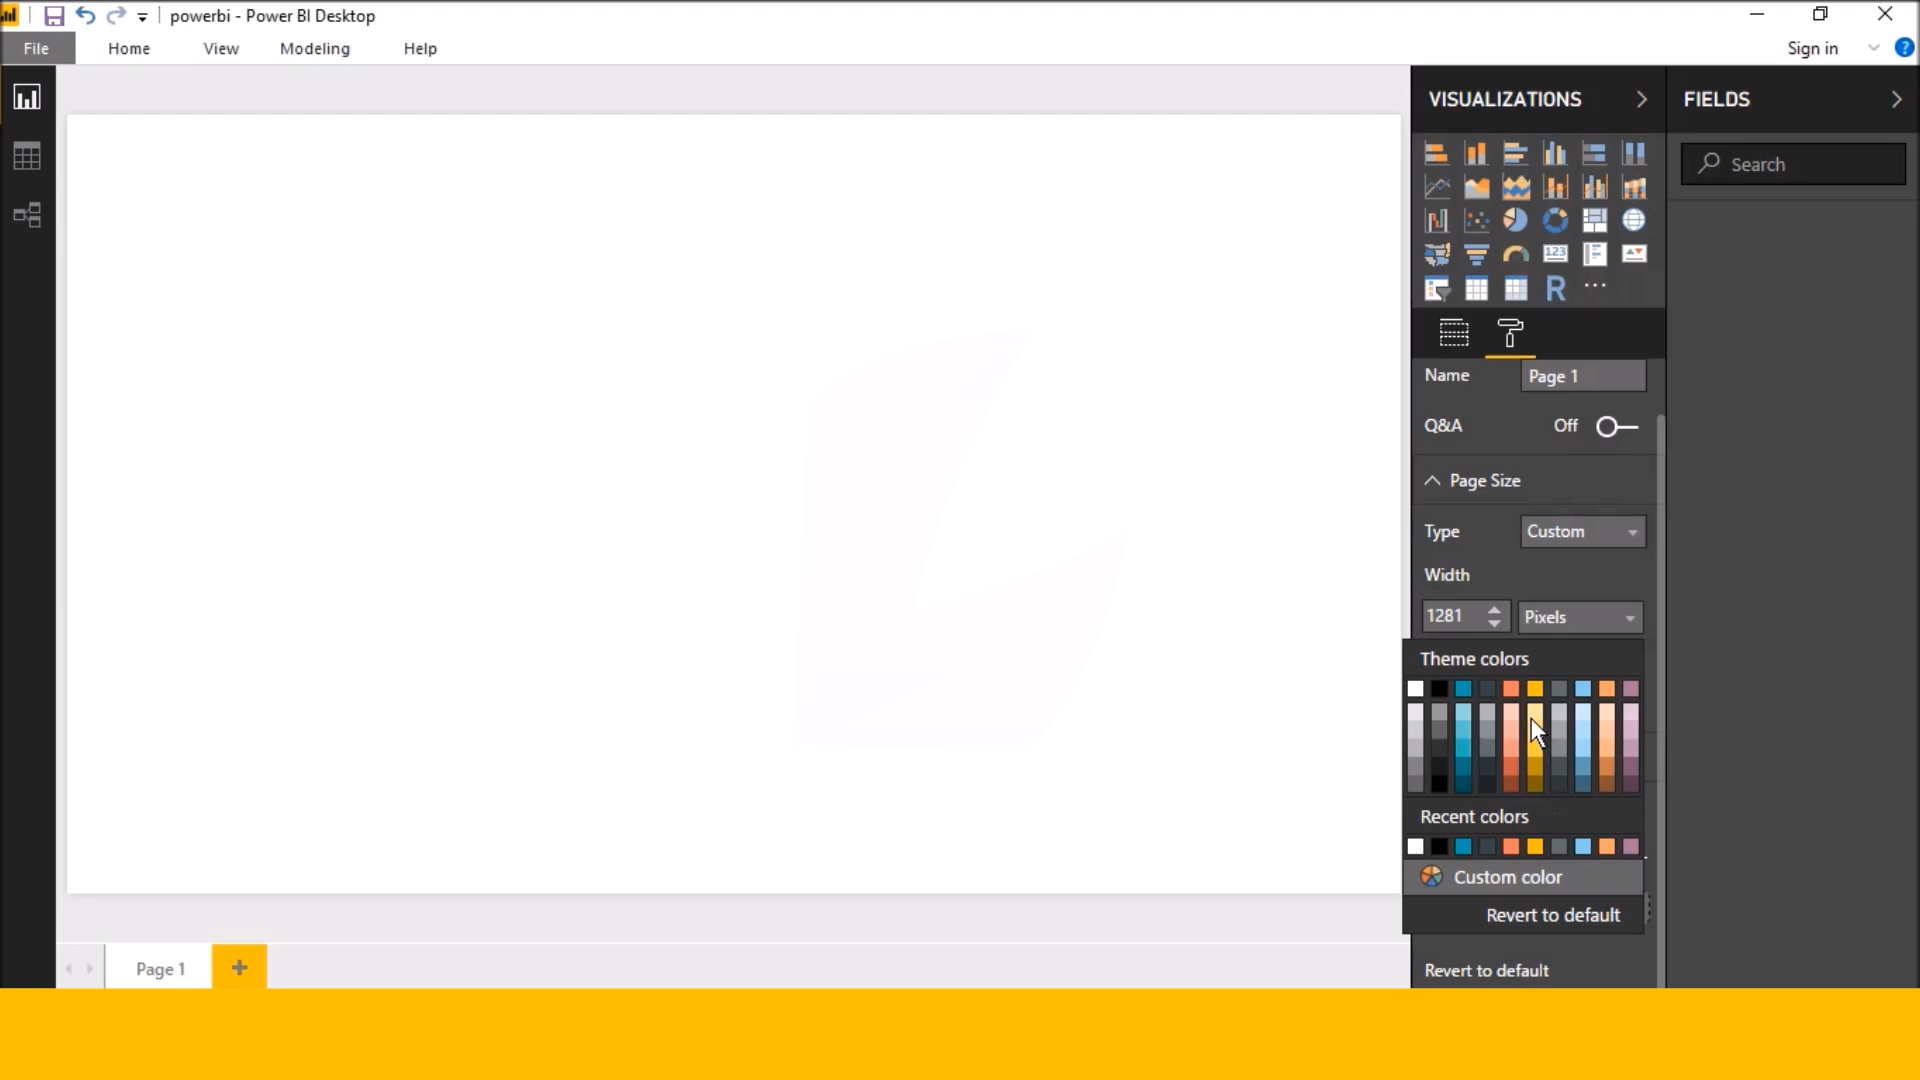 powerbi - Power BI Desktop
File Home View Modeling Help Sign in ?
VISUALIZATIONS
FIELDS
Search
123
R
Name Page 1
Q&A Off
Page Size
Type Custom
Width
1281 Pixels
Theme colors
Recent colors
Custom color
Revert to default
Revert to default
Page 1 +